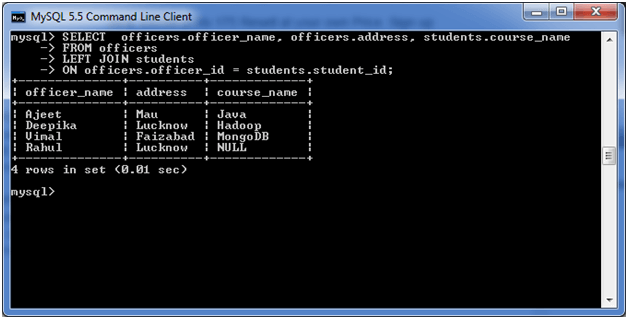 MySQL 5.5 Command Line Client
mysql> SELECT  officers.officer_name, officers.address, students.course_name
    -> FROM officers
    -> LEFT JOIN students
    -> ON officers.officer_id = students.student_id;
+--------------+----------+-------------+
| officer_name | address  | course_name |
+--------------+----------+-------------+
| Ajeet        | Mau      | Java        |
| Deepika      | Lucknow  | Hadoop      |
| Vimal        | Faizabad | MongoDB     |
| Rahul        | Lucknow  | NULL        |
+--------------+----------+-------------+
4 rows in set (0.01 sec)
mysql>